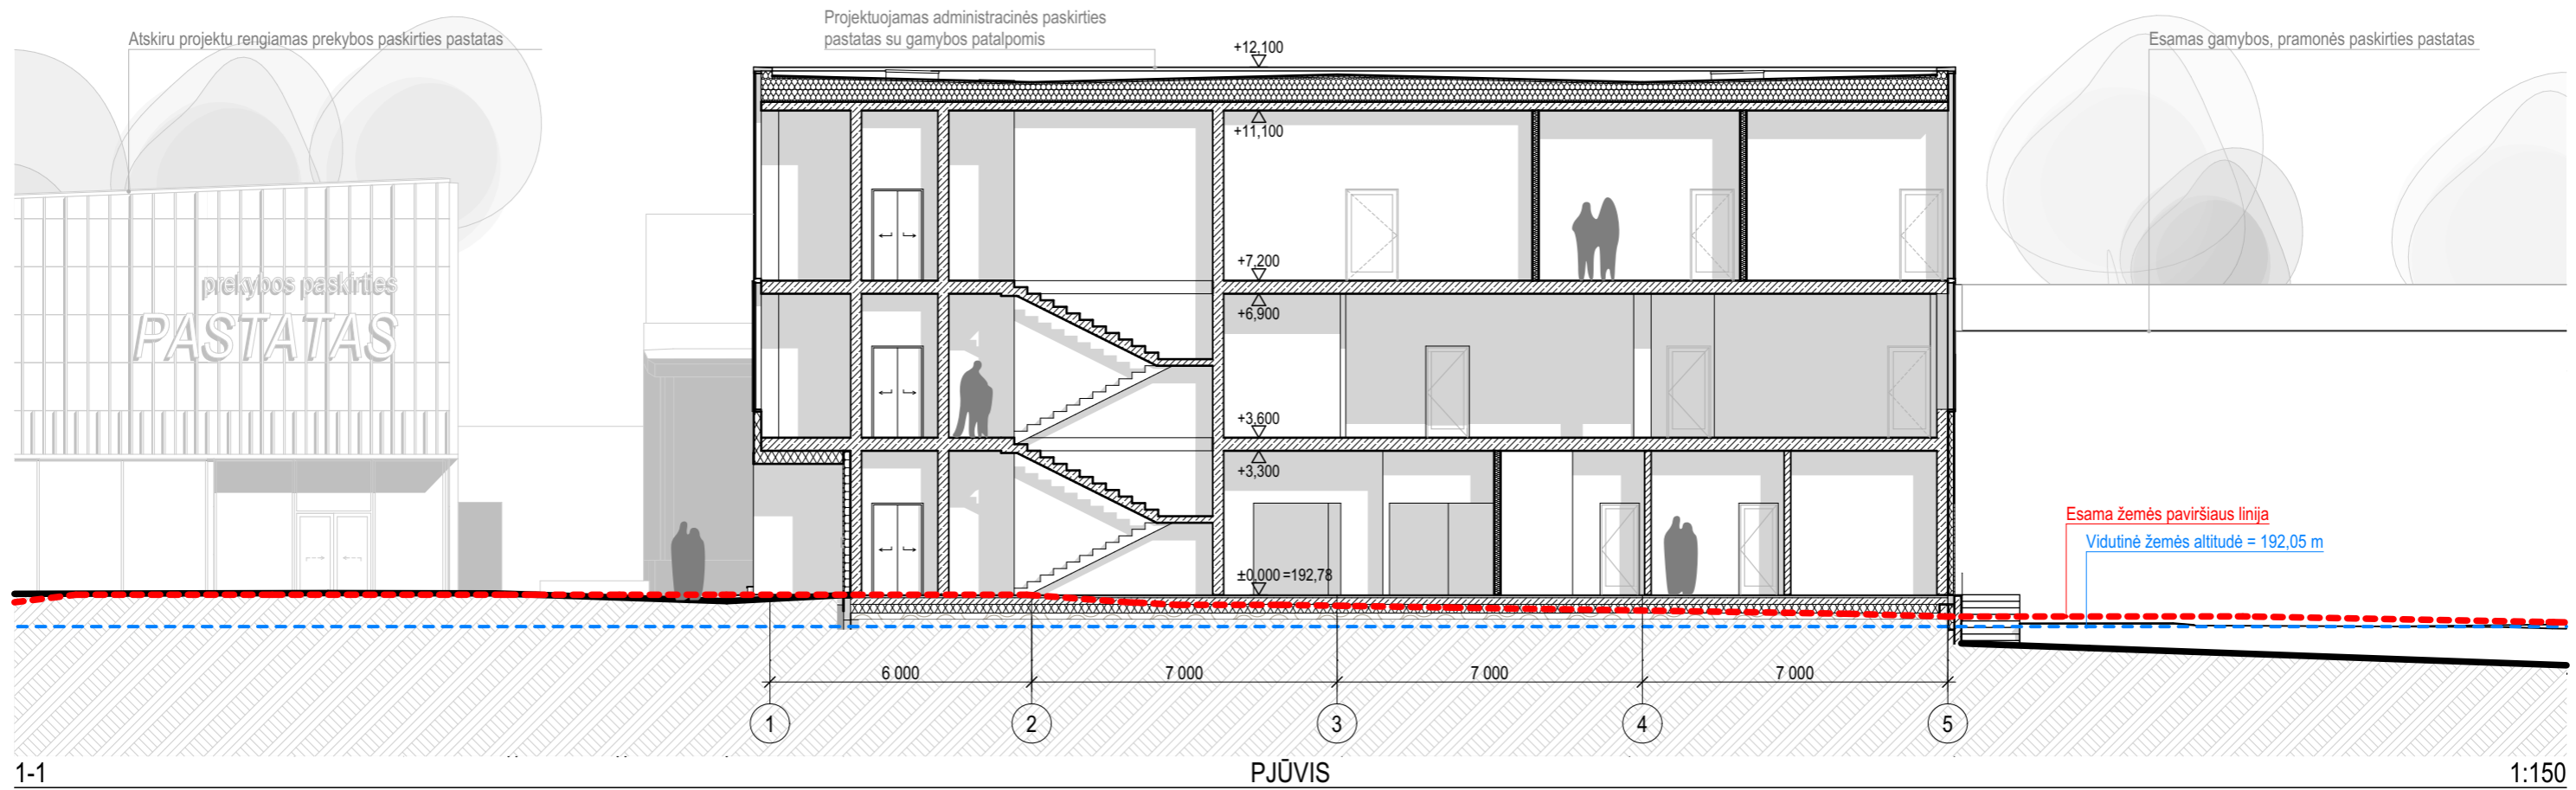 Atskiru projektu rengiamas prekybos paskirties pastatas
Projektuojamas administracinės paskirties
pastatas su gamybos patalpomis
Esamas gamybos, pramonės paskirties pastatas
+12,100
+11,100
+7,200
+6,900
+3,600
+3,300
±0,000 =192,78
prekybos paskirties
PASTATAS
Esama žemės paviršiaus linija
Vidutinė žemės altitudė = 192,05 m
6 000
7 000
7 000
7 000
1
2
3
4
5
1-1
PJŪVIS
1:150